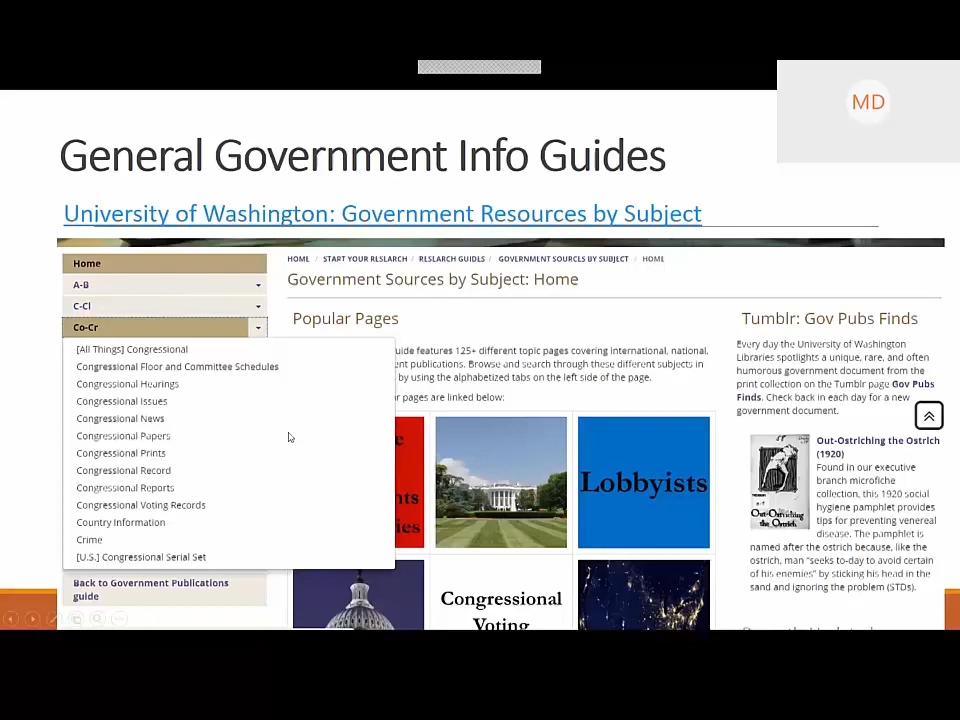 MD
General Government Info Guides
University of Washington: Government Resources by Subject
Home
A-B
C-Cl
Co-Cr
[All Things] Congressional
Congressional Floor and Committee Schedules
Congressional Hearings
Congressional Issues
Congressional News
Congressional Papers
Congressional Prints
Congressional Record
Congressional Reports
Congressional Voting Records
Country Information
Crime
[U.S.] Congressional Serial Set
Back to Government Publications
guide
HOME / START YOUR RESEARCH / RESEARCH GUIDES / GOVERNMENT SOURCES BY SUBJECT / HOME
Government Sources by Subject: Home
Popular Pages
uide features 125+ different topic pages covering international, national,
ent publications. Browse and search through these different subjects in
by using the alphabetized tabs on the left side of the page.
ar pages are linked below:
e
nts
ies
Lobbyists
Congressional
Voting
Tumblr: Gov Pubs Finds
Every day the University of Washington
Libraries spotlights a unique, rare, and often
humorous government document from the
print collection on the Tumblr page Gov Pubs
Finds. Check back in each day for a new
government document.
Out-Ostriching
the Ostrich
Out-Ostriching the Ostrich
(1920)
Found in our executive
branch microfiche
collection, this 1920 social
hygiene pamphlet provides
tips for preventing venereal
disease. The pamphlet is
named after the ostrich because, like the
ostrich, man "seeks to-day to avoid certain
of his enemies" by sticking his head in the
sand and ignoring the problem (STDs).